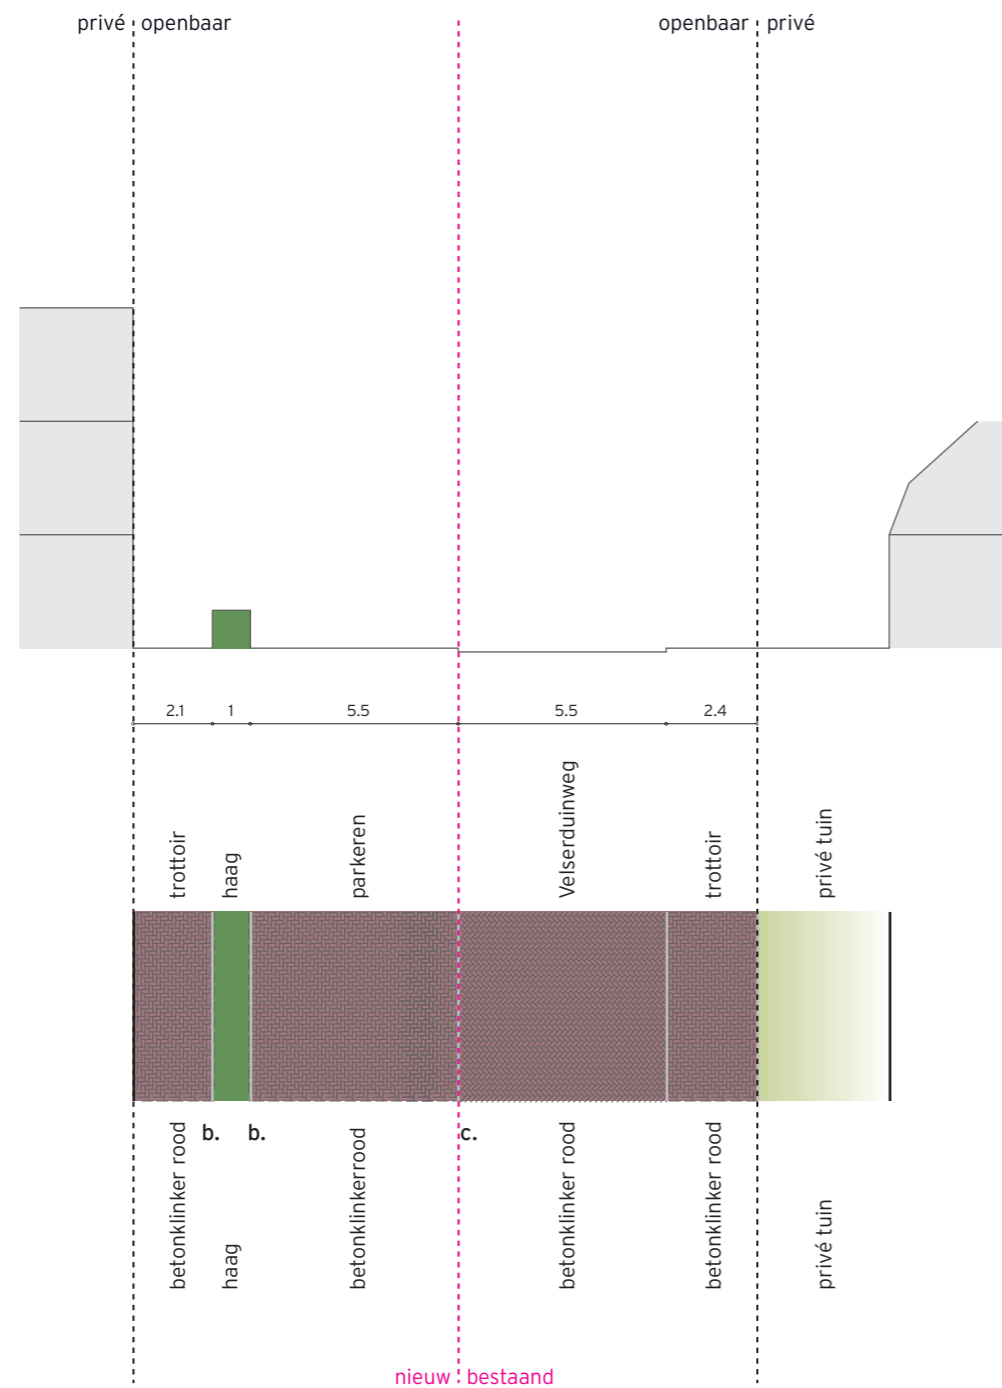 privé openbaar
openbaar privé
2.1 1 5.5 5.5 2.4
trottoir
haag
parkeren
Velserduinweg
trottoir
privé tuin
b. b. c.
betonklinker rood
haag
betonklinkerrood
betonklinker rood
betonklinker rood
privé tuin
nieuw bestaand